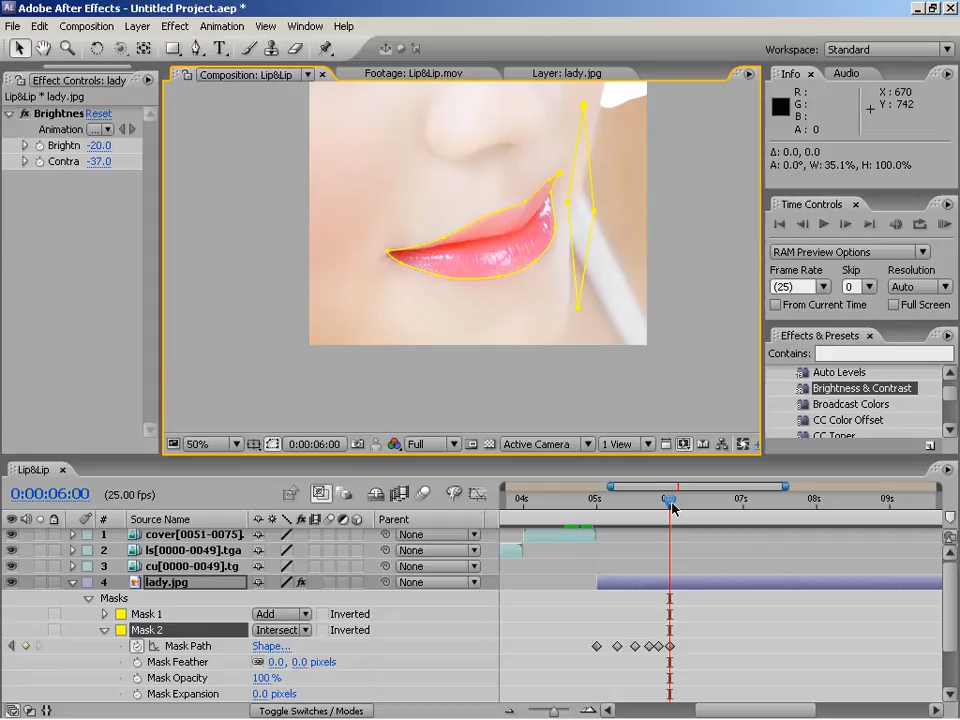 Adobe After Effects - Untitled Project.aep *
File Edit Composition Layer Effect Animation View Window Help
Workspace: Standard
Effect Controls: lady
Lip&Lip * lady.jpg
Brightnes Reset
Animation ...
Brightn -20.0
Contra -37.0
Composition: Lip&Lip
Footage: Lip&Lip.mov
Layer: lady.jpg
50% 0:00:06:00 Full Active Camera 1 View
Info Audio
R : X : 670
G : Y : 742
B :
A : 0
Δ: 0.0, 0.0
A: 0.0°, W: 35.1%, H: 100.0%
Time Controls
RAM Preview Options
Frame Rate Skip Resolution
(25) 0 Auto
From Current Time Full Screen
Effects & Presets
Contains:
Auto Levels
Brightness & Contrast
Broadcast Colors
CC Color Offset
CC Toner
Lip&Lip
0:00:06:00 (25.00 fps)
# Source Name Parent
04s 05s 07s 08s 09s
1 cover[0051-0075]. None
2 ls[0000-0049].tga None
3 cu[0000-0049].tg None
4 lady.jpg None
Masks
Mask 1 Add Inverted
Mask 2 Intersect Inverted
Mask Path Shape...
Mask Feather 0.0, 0.0 pixels
Mask Opacity 100%
Mask Expansion 0.0 pixels
Toggle Switches / Modes